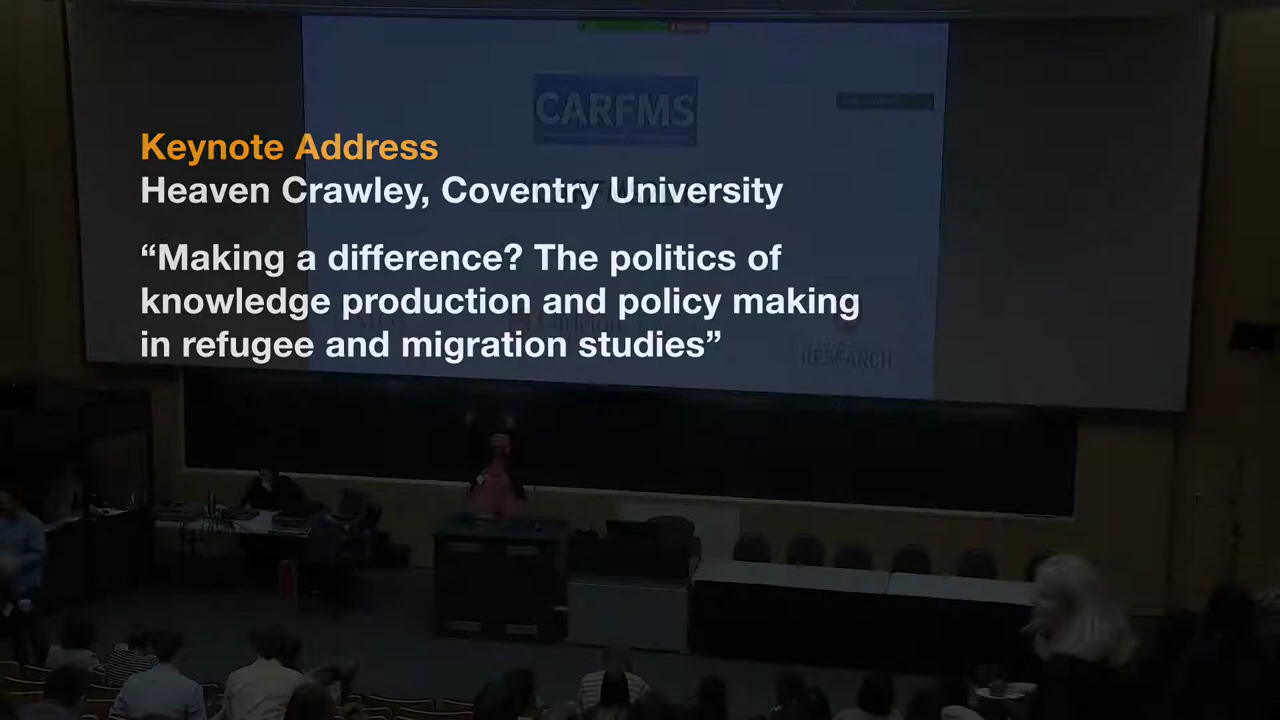 CARFMS
Keynote Address
Heaven Crawley, Coventry University
“Making a difference? The politics of
knowledge production and policy making
in refugee and migration studies”
RESEARCH